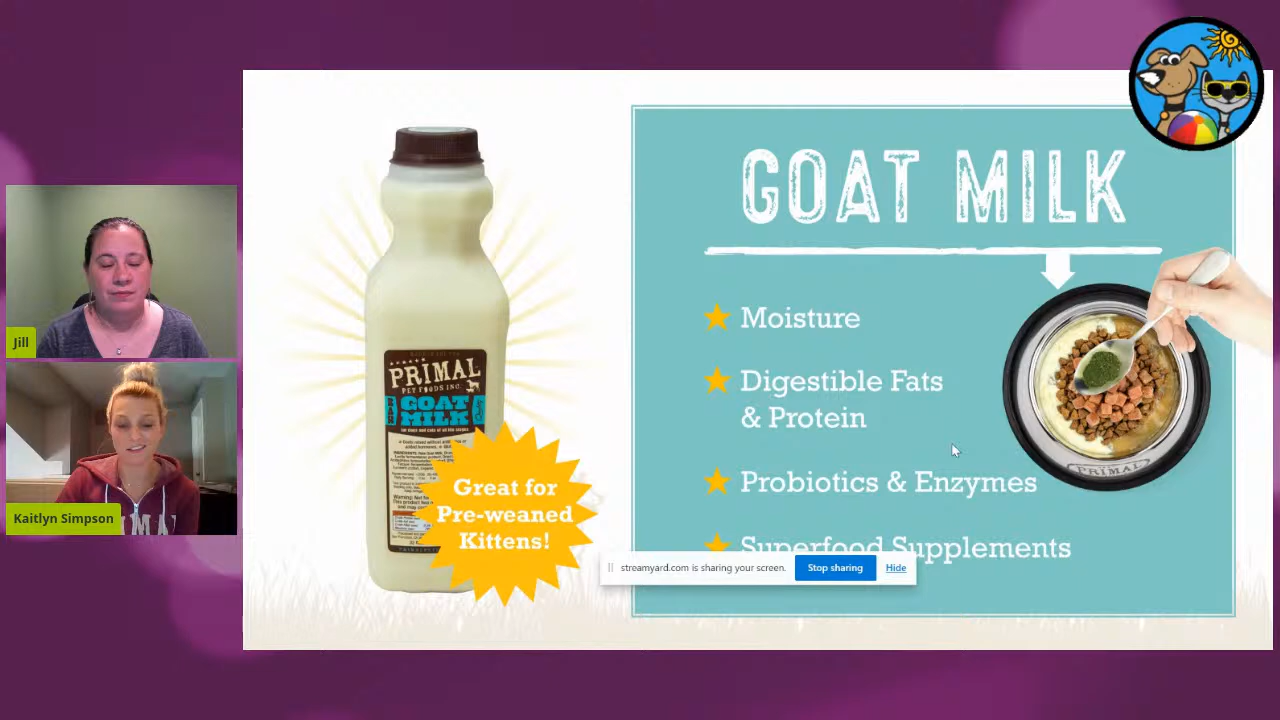 GOAT MILK
Moisture
Digestible Fats
& Protein
Probiotics & Enzymes
Superfood Supplements
PRIMAL
PRIMAL
PET FOODS INC.
RAW
GOAT
MILK
Great for
Pre-weaned
Kittens!
streamyard.com is sharing your screen.
Stop sharing
Hide
Jill
Kaitlyn Simpson